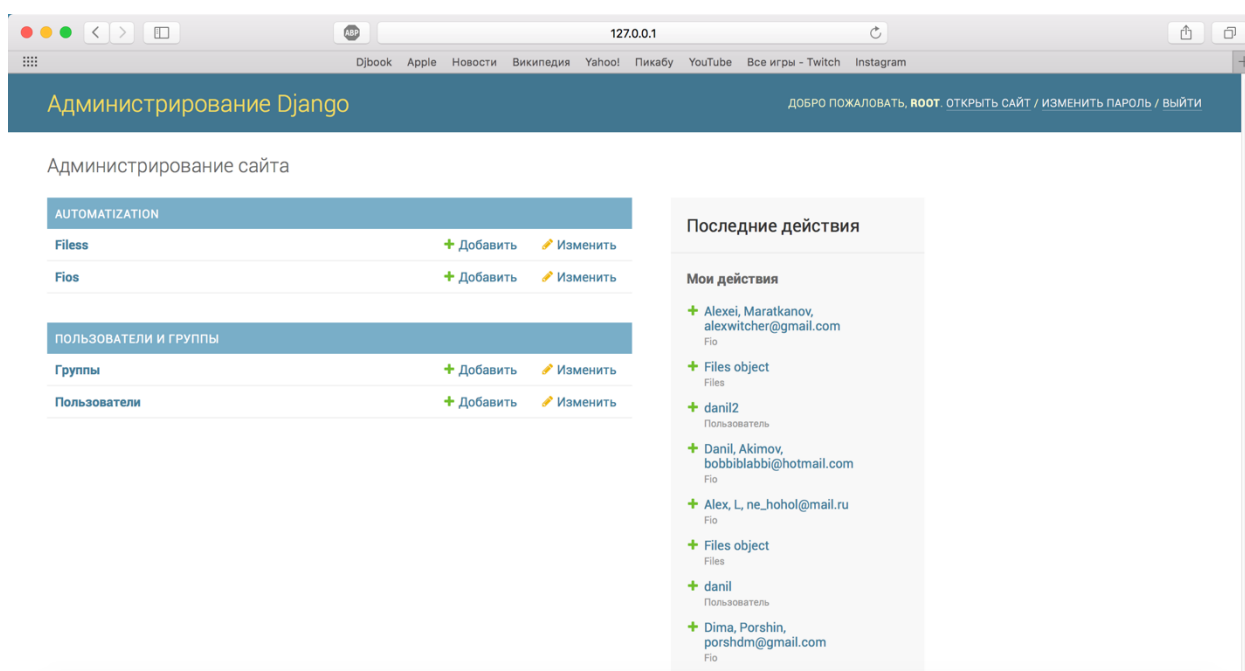 ABP
127.0.0.1
Djbook Apple Новости Википедия Yahoo! Пикабу YouTube Все игры - Twitch Instagram
Администрирование Django
ДОБРО ПОЖАЛОВАТЬ, ROOT. ОТКРЫТЬ САЙТ / ИЗМЕНИТЬ ПАРОЛЬ / ВЫЙТИ
Администрирование сайта
AUTOMATIZATION
Filess Добавить Изменить
Fios Добавить Изменить
ПОЛЬЗОВАТЕЛИ И ГРУППЫ
Группы Добавить Изменить
Пользователи Добавить Изменить
Последние действия
Мои действия
Alexei, Maratkanov,
alexwitcher@gmail.com
Fio
Files object
Files
danil2
Пользователь
Danil, Akimov,
bobbiblabbi@hotmail.com
Fio
Alex, L, ne_hohol@mail.ru
Fio
Files object
Files
danil
Пользователь
Dima, Porshin,
porshdm@gmail.com
Fio